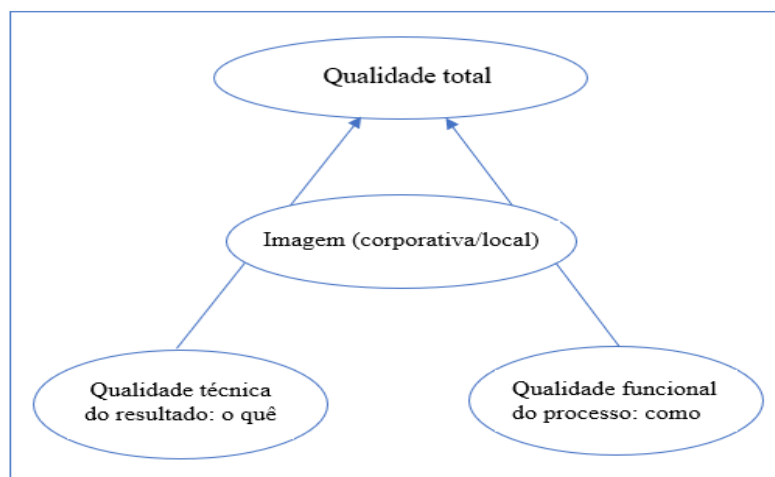 Qualidade total
Imagem (corporativa/local)
Qualidade técnica
do resultado: o quê
Qualidade funcional
do processo: como